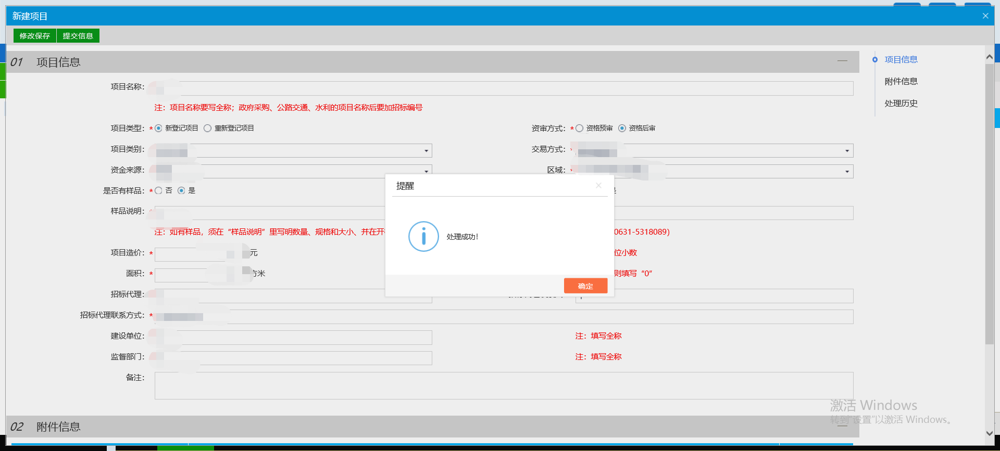 新建项目
修改保存 提交信息
01 项目信息
项目信息
附件信息
处理历史
项目名称：
注：项目名称要写全称；政府采购、公路交通、水利的项目名称后要加招标编号
项目类型：* 新登记项目 重新登记项目 资审方式：* 资格预审 资格后审
项目类别： 交易方式：
资金来源： 区域：
是否有样品：* 否 是
样品说明：
注：如有样品，须在“样品说明”里写明数量、规格和大小、并在开 0631-5318089）
项目造价：* 元 位小数
面积：* 方米 则填写“0”
提醒
处理成功！
确定
招标代理：
招标代理联系方式：*
建设单位： 注：填写全称
监督部门： 注：填写全称
备注：
激活 Windows
转到“设置”以激活 Windows。
02 附件信息